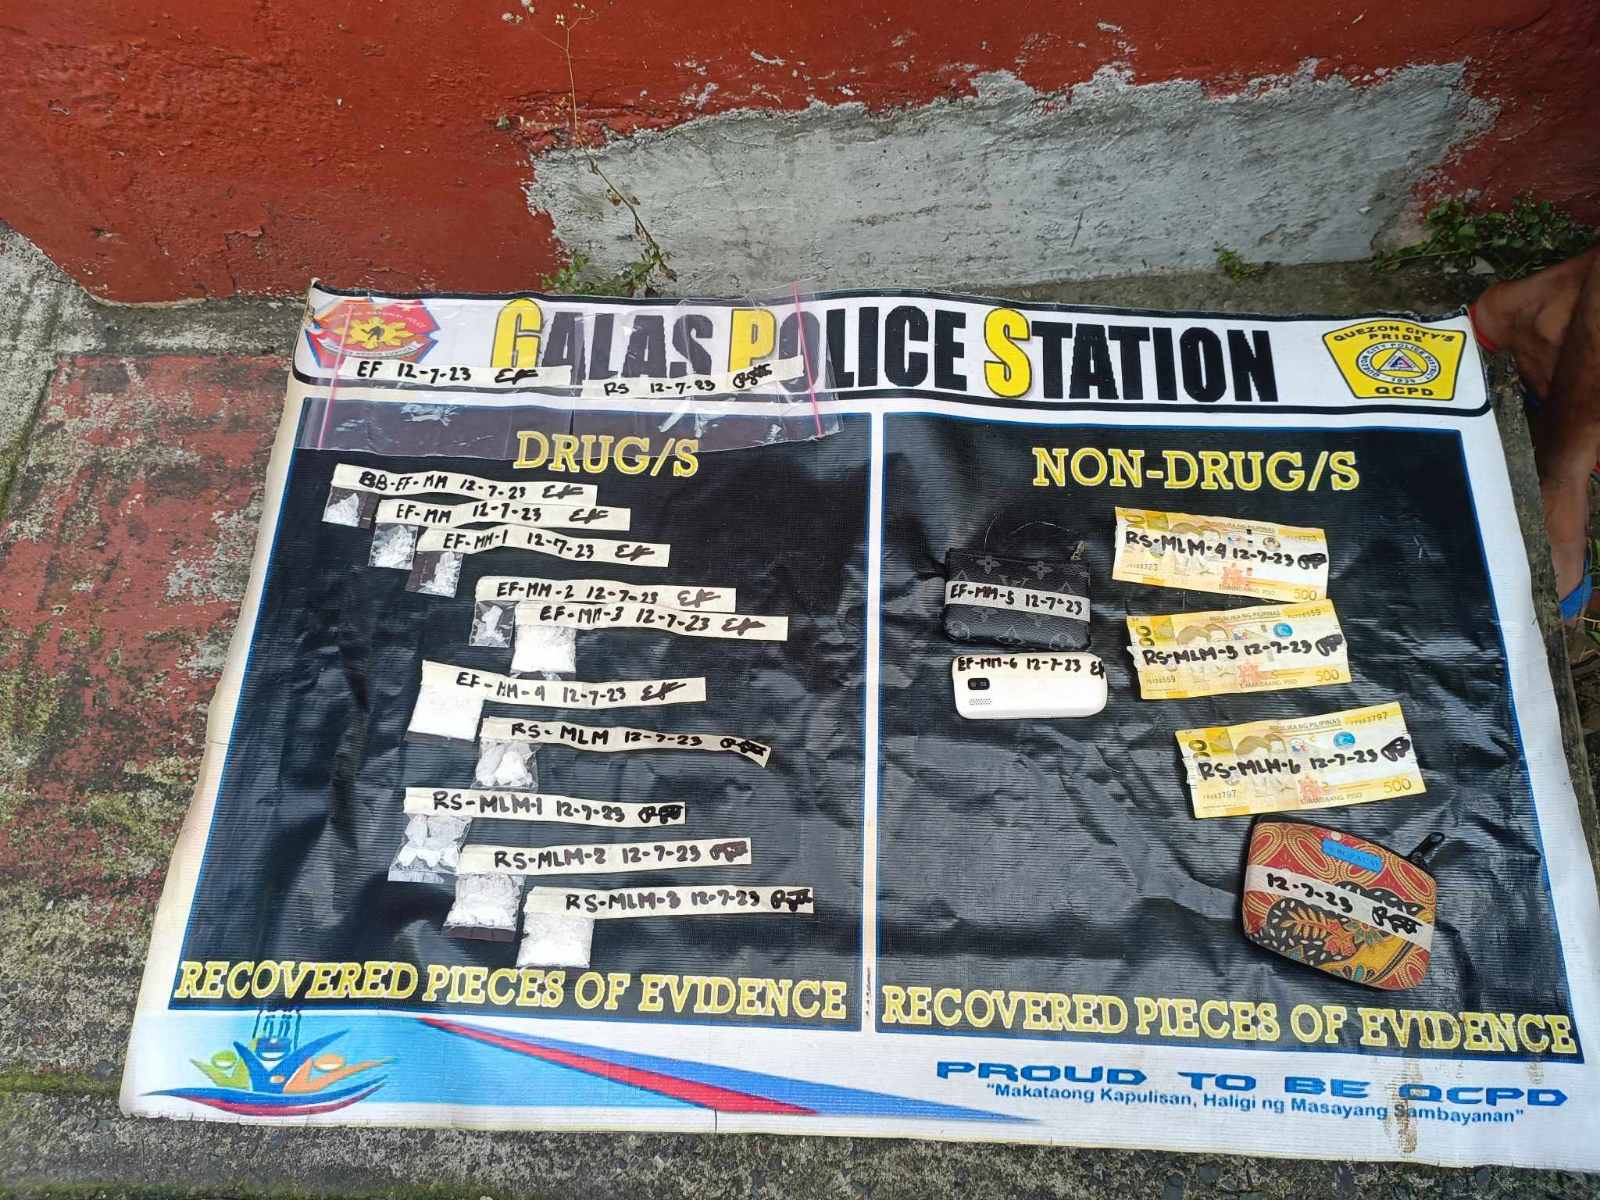 GALAS POLICE STATION
EF 12-7-23
RS 12-7-23
QUEZON CITY'S
PRIDE
QCPD
DRUG/S
BB-EF-MM 12-7-23
EF-MM 12-7-23
EF-MM-1 12-7-23
EF-MM-2 12-7-23
EF-MM-3 12-7-23
EF-MM-4 12-7-23
RS-MLM 12-7-23
RS-MLM-1 12-7-23
RS-MLM-2 12-7-23
RS-MLM-3 12-7-23
RECOVERED PIECES OF EVIDENCE
NON-DRUG/S
EF-MM-5 12-7-23
EF-MM-6 12-7-23
RS-MLM-4 12-7-23
500
RS-MLM-5 12-7-23
500
RS-MLM-6 12-7-23
500
12-7-23
RECOVERED PIECES OF EVIDENCE
PROUD TO BE QCPD
"Makataong Kapulisan, Haligi ng Masayang Sambayanan"